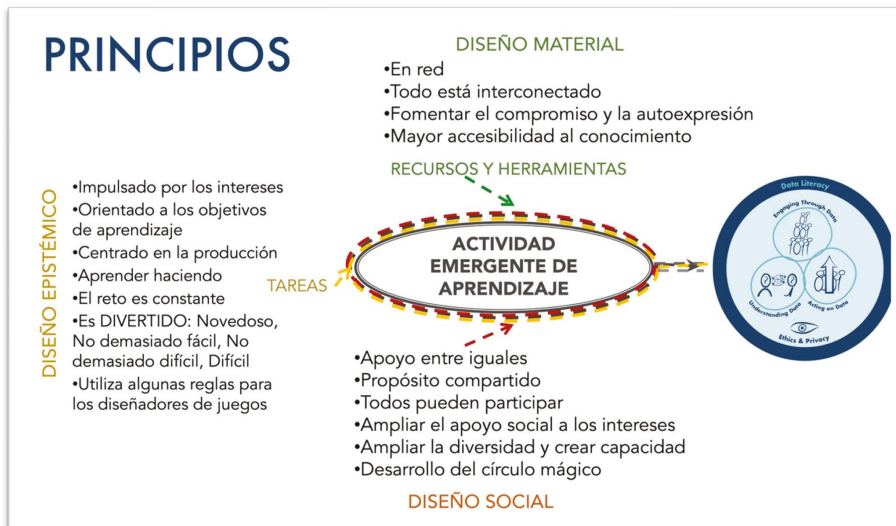 PRINCIPIOS
DISEÑO MATERIAL
•En red
•Todo está interconectado
•Fomentar el compromiso y la autoexpresión
•Mayor accesibilidad al conocimiento
RECURSOS Y HERRAMIENTAS
DISEÑO EPISTÉMICO
•Impulsado por los intereses
•Orientado a los objetivos
de aprendizaje
•Centrado en la producción
•Aprender haciendo
•El reto es constante
•Es DIVERTIDO: Novedoso,
No demasiado fácil, No
demasiado difícil, Difícil
•Utiliza algunas reglas para
los diseñadores de juegos
TAREAS
ACTIVIDAD
EMERGENTE DE
APRENDIZAJE
•Apoyo entre iguales
•Propósito compartido
•Todos pueden participar
•Ampliar el apoyo social a los intereses
•Ampliar la diversidad y crear capacidad
•Desarrollo del círculo mágico
DISEÑO SOCIAL
Data Literacy
Engaging Through Data
Understanding Data
Acting on Data
Ethics & Privacy